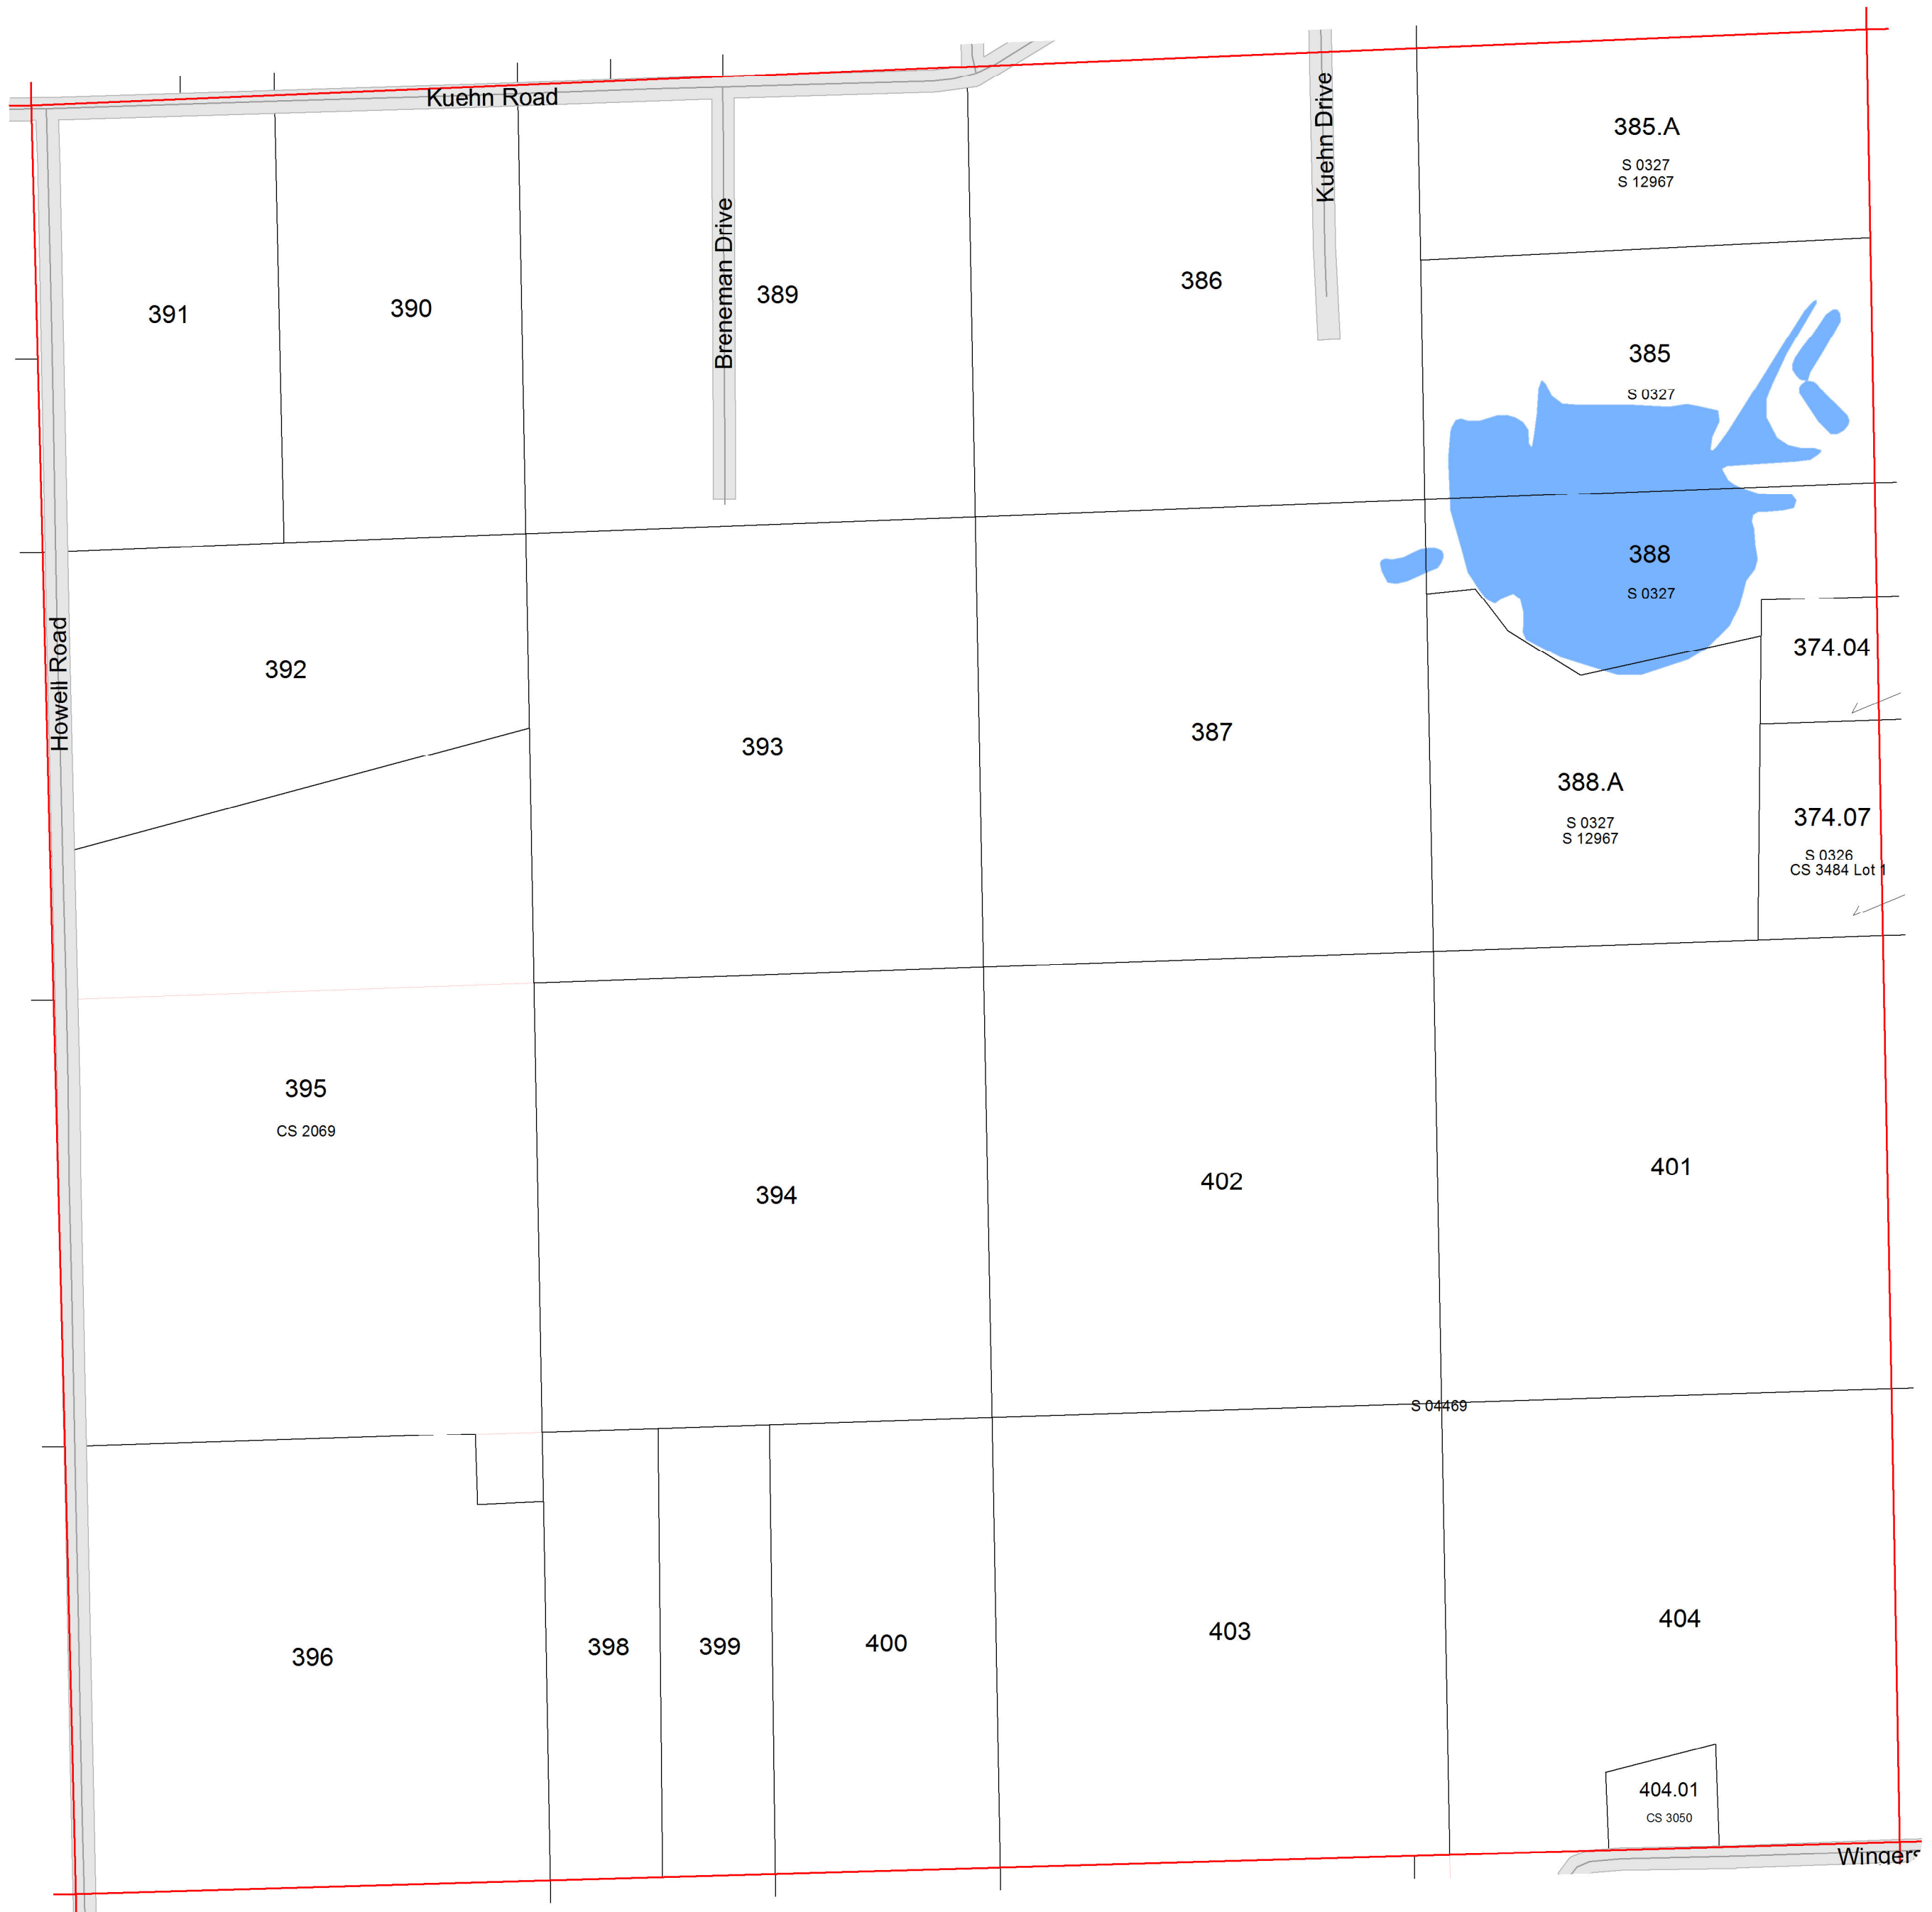 Kuehn Road
Kuehn Drive
385.A
S 0327
S 12967
Breneman Drive
391
390
389
386
385
S 0327
388
S 0327
Howell Road
392
393
387
374.04
388.A
S 0327
S 12967
374.07
S 0326
CS 3484 Lot 1
395
CS 2069
394
402
401
S 04469
396
398
399
400
403
404
404.01
CS 3050
Wingers